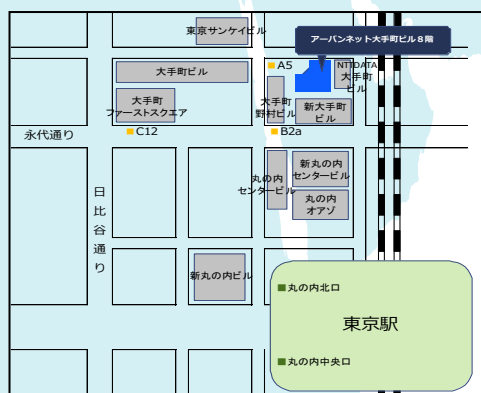 東京サンケイビル
アーバンネット大手町ビル８階
A5
NTTDATA
大手町
ビル
大手町ビル
大手町
ファーストスクエア
大手町
野村ビル
新大手町
ビル
永代通り
C12
B2a
丸の内
センタービル
新丸の内
センタービル
丸の内
オアゾ
日比谷通り
新丸の内ビル
丸の内北口
東京駅
丸の内中央口